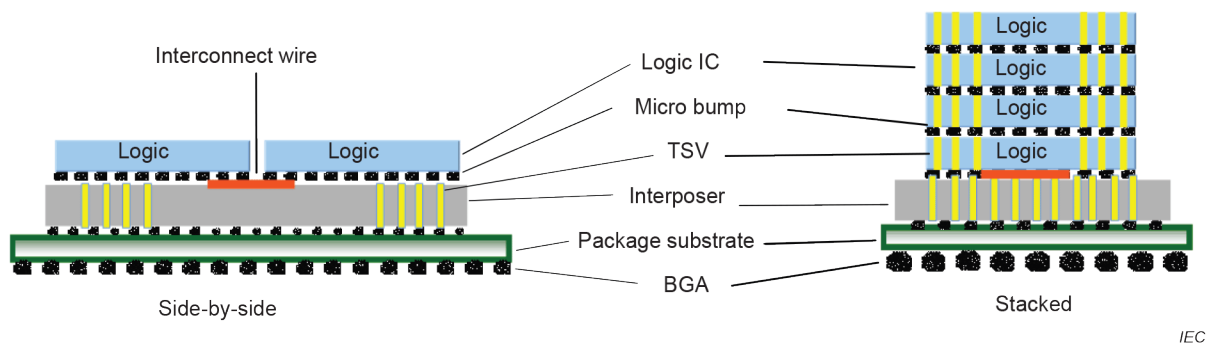 Interconnect wire
Logic IC
Micro bump
TSV
Interposer
Package substrate
BGA
Logic
Logic
Side-by-side
Logic
Logic
Logic
Logic
Stacked
IEC